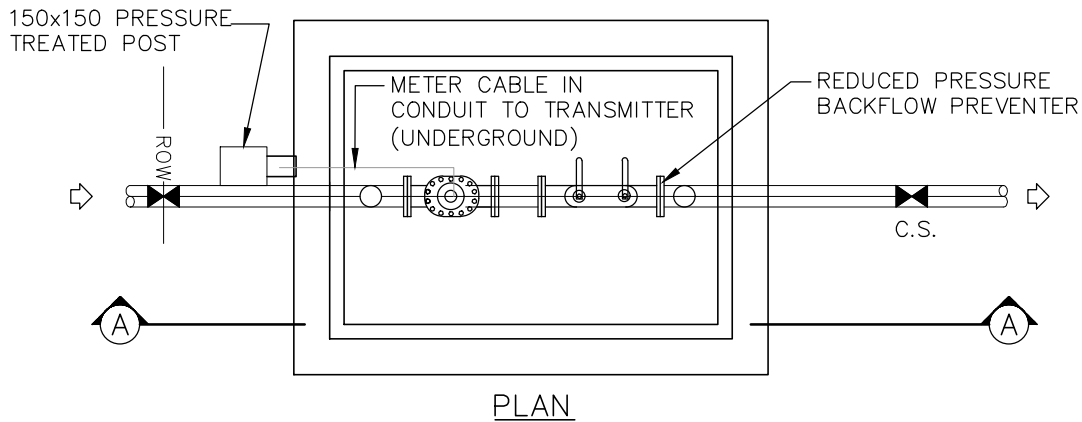 150x150 PRESSURE
TREATED POST
METER CABLE IN
CONDUIT TO TRANSMITTER
(UNDERGROUND)
REDUCED PRESSURE
BACKFLOW PREVENTER
ROW
C.S.
A
A
PLAN